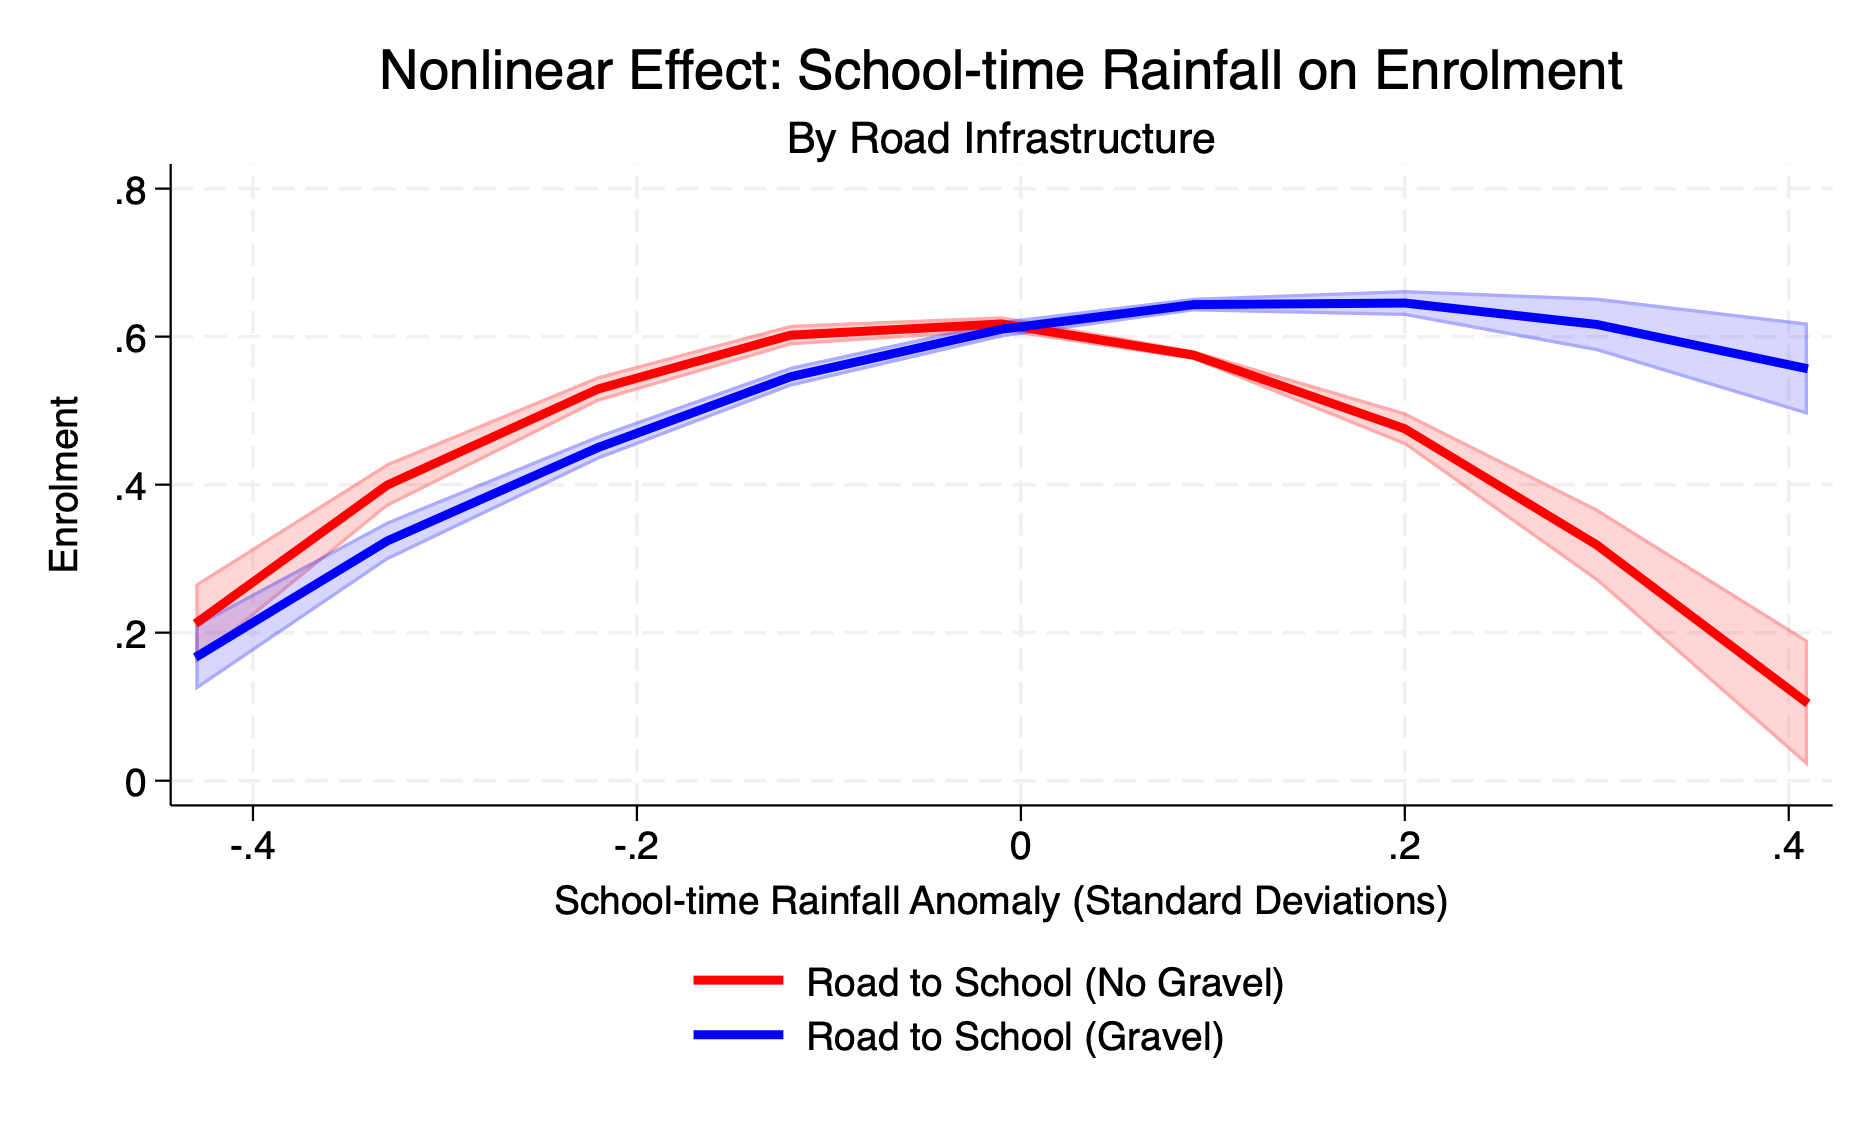 Nonlinear Effect: School-time Rainfall on Enrolment
By Road Infrastructure
Enrolment
.8
.6
.4
.2
0
-.4
-.2
0
.2
.4
School-time Rainfall Anomaly (Standard Deviations)
Road to School (No Gravel)
Road to School (Gravel)